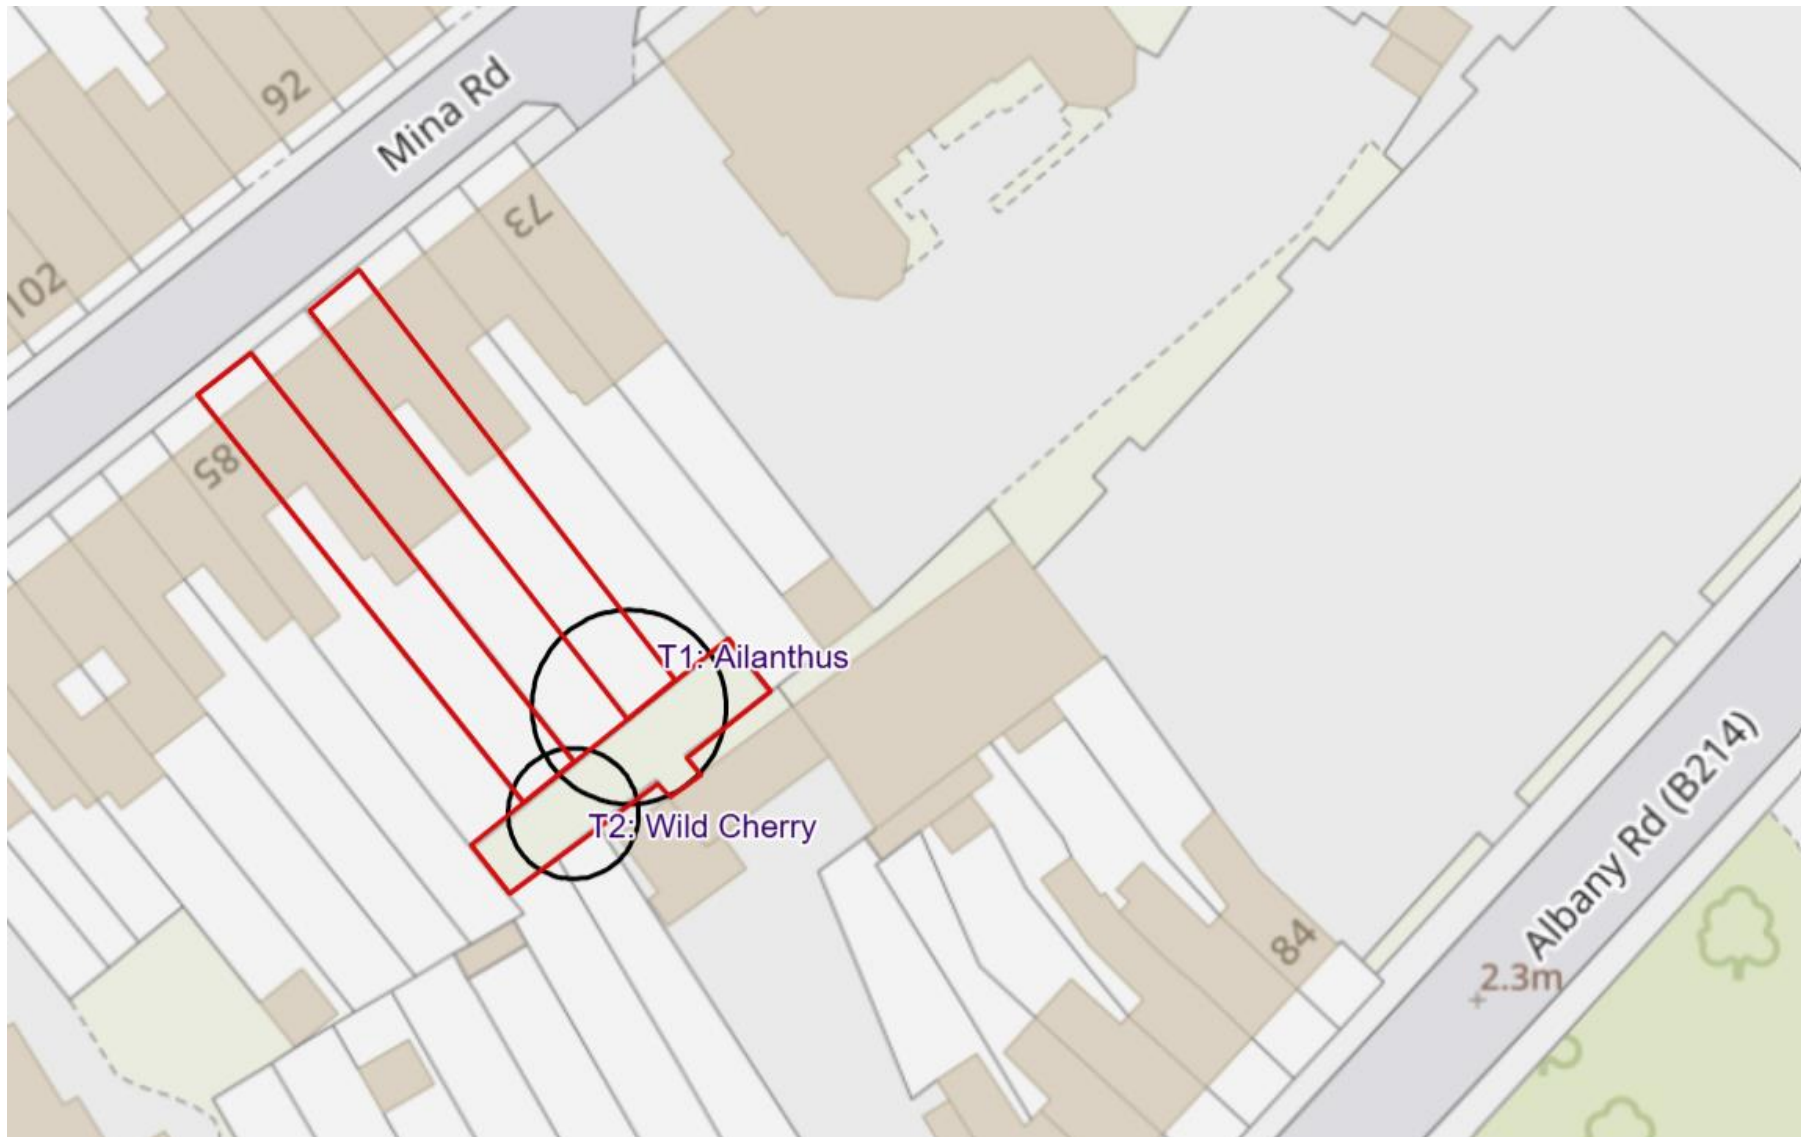 92
Mina Rd
73
102
85
T1: Ailanthus
T2: Wild Cherry
84
Albany Rd (B214)
2.3m